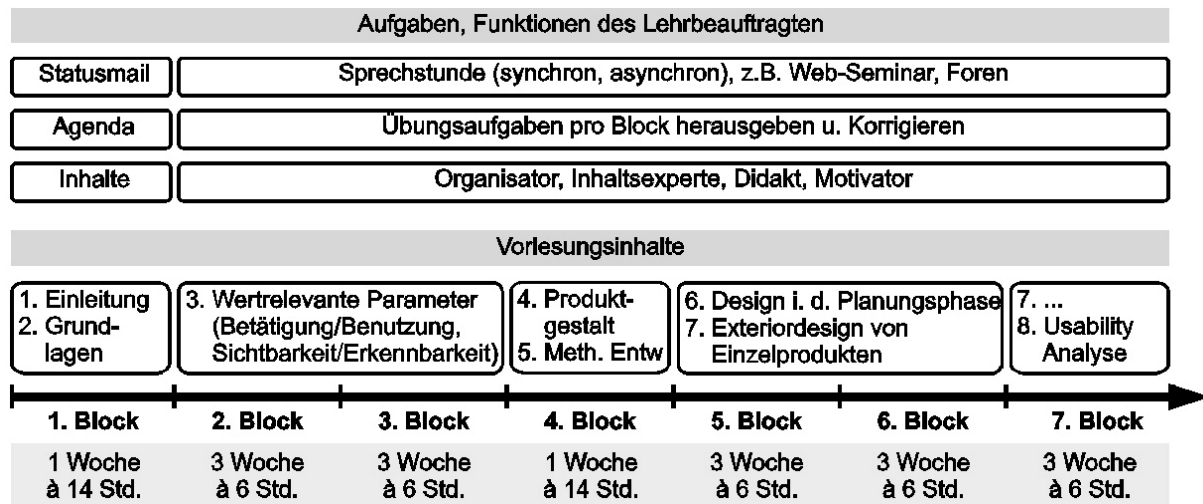 Aufgaben, Funktionen des Lehrbeauftragten
Statusmail
Sprechstunde (synchron, asynchron), z.B. Web-Seminar, Foren
Agenda
Übungsaufgaben pro Block herausgeben u. Korrigieren
Inhalte
Organisator, Inhaltsexperte, Didakt, Motivator
Vorlesungsinhalte
1. Einleitung
2. Grund-
lagen
3. Wertrelevante Parameter
(Betätigung/Benutzung,
Sichtbarkeit/Erkennbarkeit)
4. Produkt-
gestalt
5. Meth. Entw
6. Design i. d. Planungsphase
7. Exteriordesign von
Einzelprodukten
7. ...
8. Usability
Analyse
1. Block
2. Block
3. Block
4. Block
5. Block
6. Block
7. Block
1 Woche
à 14 Std.
3 Woche
à 6 Std.
3 Woche
à 6 Std.
1 Woche
à 14 Std.
3 Woche
à 6 Std.
3 Woche
à 6 Std.
3 Woche
à 6 Std.